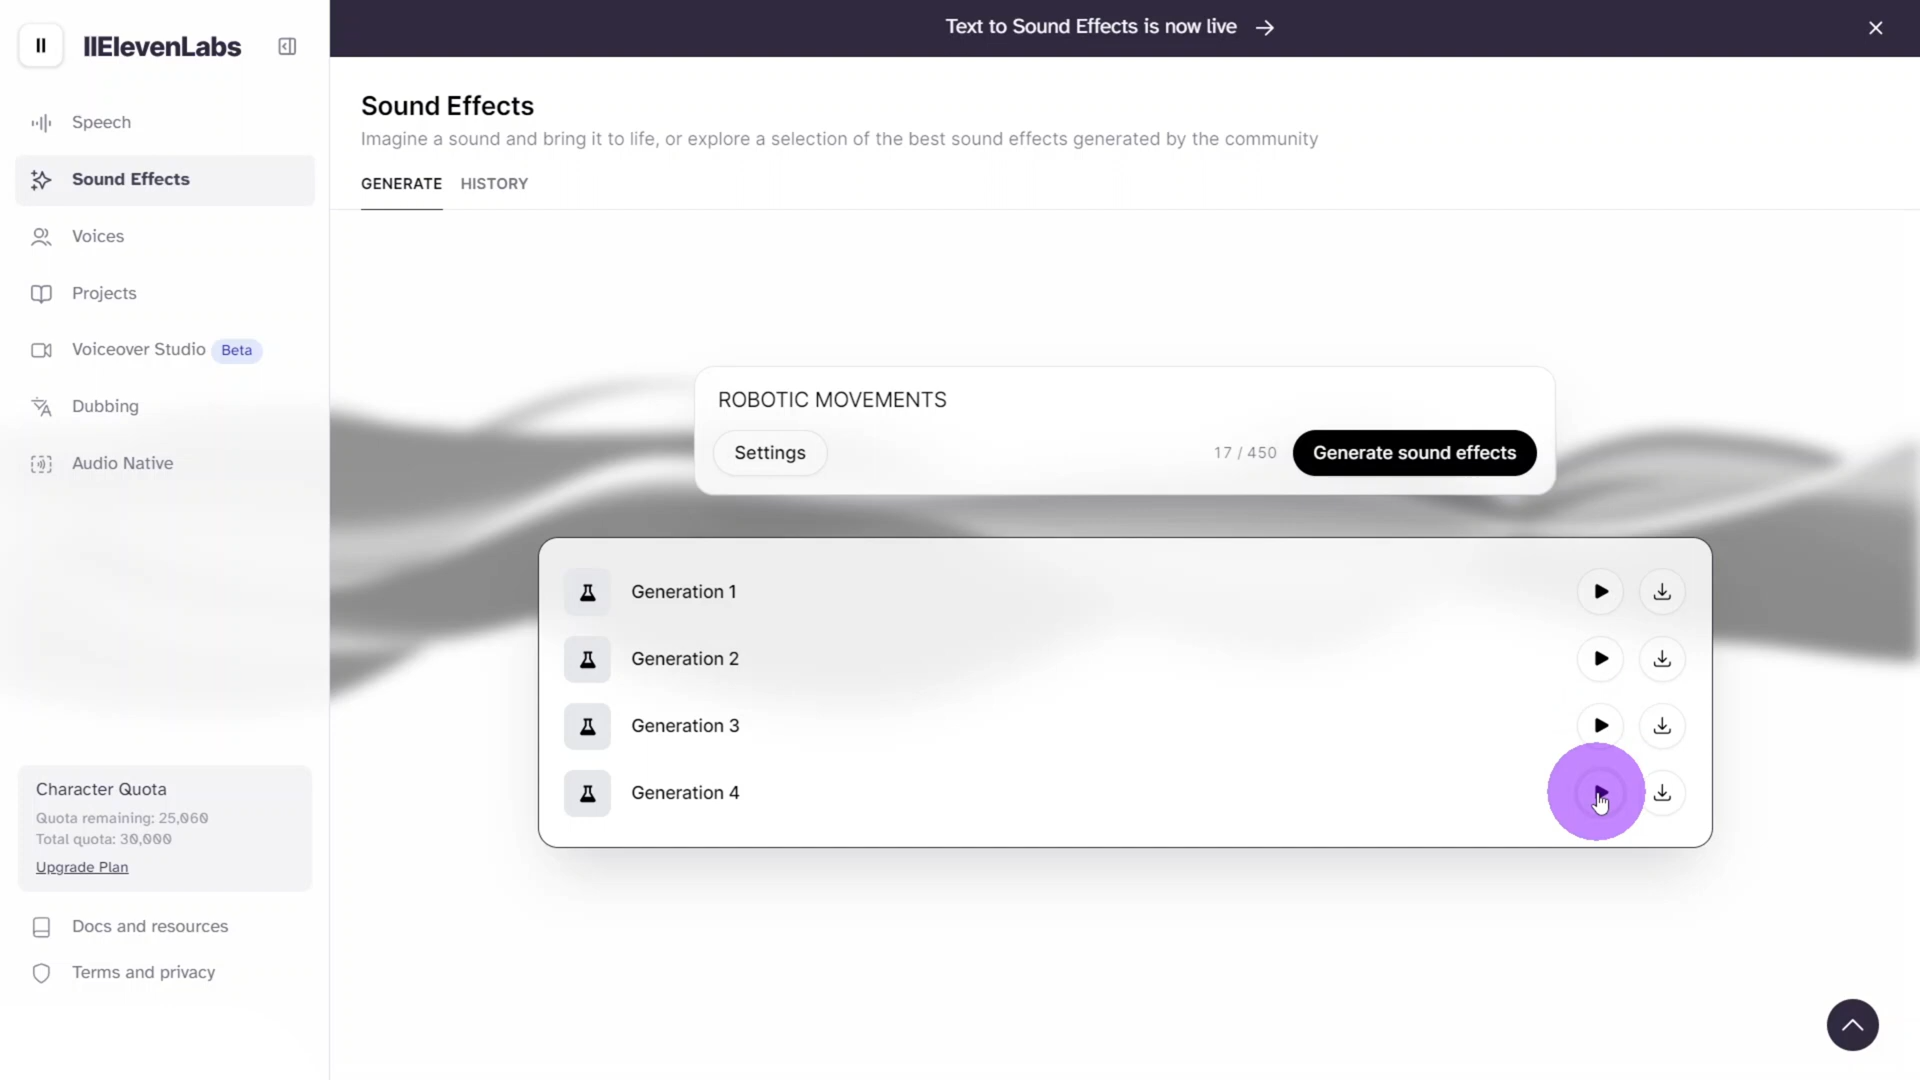 IIElevenLabs
Speech
Sound Effects
Voices
Projects
Voiceover Studio Beta
Dubbing
Audio Native
Character Quota
Quota remaining: 25,060
Total quota: 30,000
Upgrade Plan
Docs and resources
Terms and privacy
Text to Sound Effects is now live →
Sound Effects
Imagine a sound and bring it to life, or explore a selection of the best sound effects generated by the community
GENERATE HISTORY
ROBOTIC MOVEMENTS
Settings 17 / 450 Generate sound effects
Generation 1
Generation 2
Generation 3
Generation 4